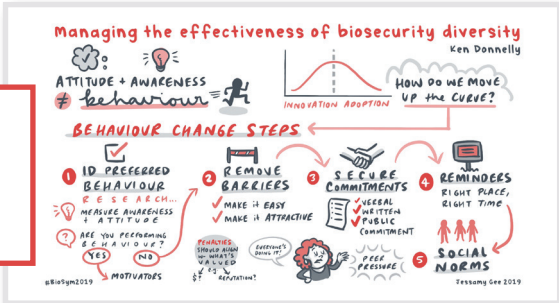 Managing the effectiveness of biosecurity diversity
Ken Donnelly
ATTITUDE + AWARENESS
≠ behaviour
INNOVATION ADOPTION
HOW DO WE MOVE
UP the CURVE?
BEHAVIOUR CHANGE STEPS
1 ID PREFERRED
BEHAVIOUR
RESEARCH...
MEASURE AWARENESS
+ ATTITUDE
? ARE YOU PERFORMING
BEHAVIOUR?
YES NO
MOTIVATORS
2 REMOVE
BARRIERS
MAKE it EASY
MAKE it ATTRACTIVE
PENALTIES
SHOULD ALIGN
W- WHAT'S
VALUED
$? REPUTATION?
3 SECURE
COMMITMENTS
VERBAL
WRITTEN
PUBLIC
COMMITMENT
EVERYONE'S
DOING IT!
PEER
PRESSURE
4 REMINDERS
RIGHT PLACE,
RIGHT TIME
5 SOCIAL
NORMS
#BioSym2019
Jessamy Gee 2019